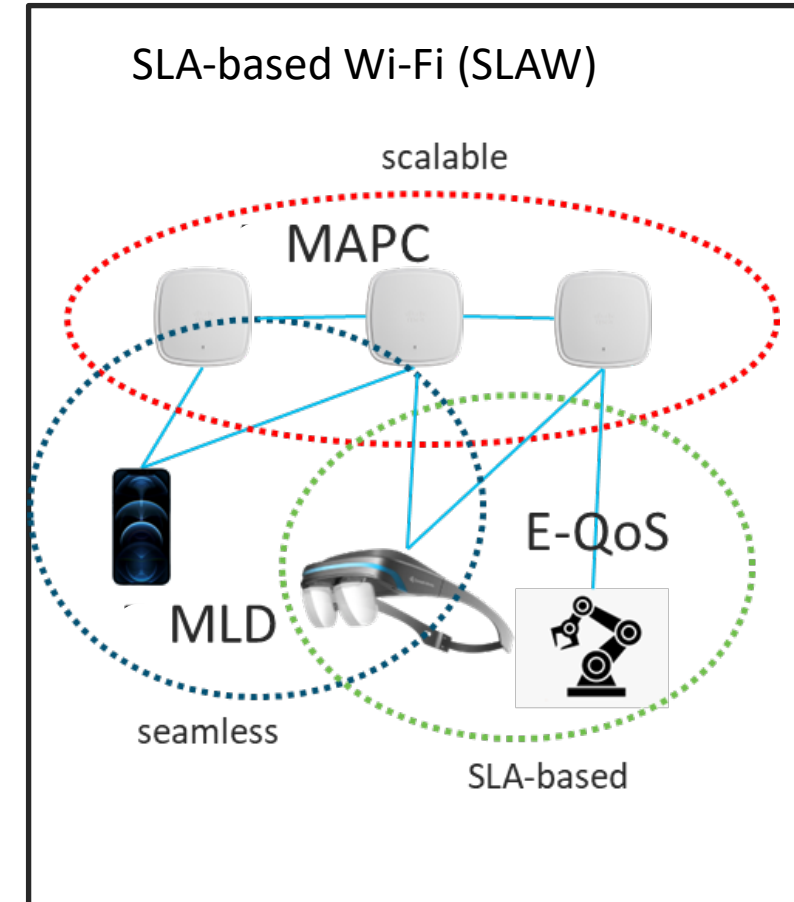 SLA-based Wi-Fi (SLAW)
scalable
MAPC
E-QoS
MLD
seamless
SLA-based